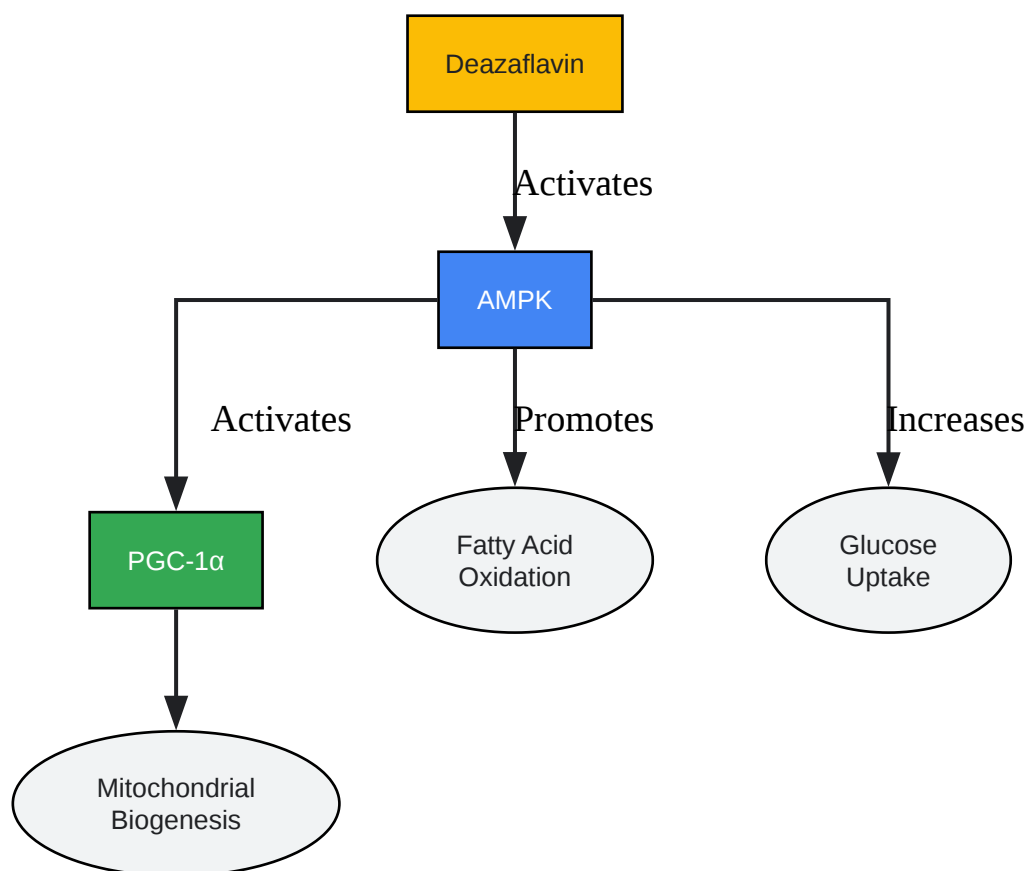 Deazaflavin
Activates
AMPK
Activates
Promotes
Increases
PGC-1α
Fatty Acid
Oxidation
Glucose
Uptake
Mitochondrial
Biogenesis